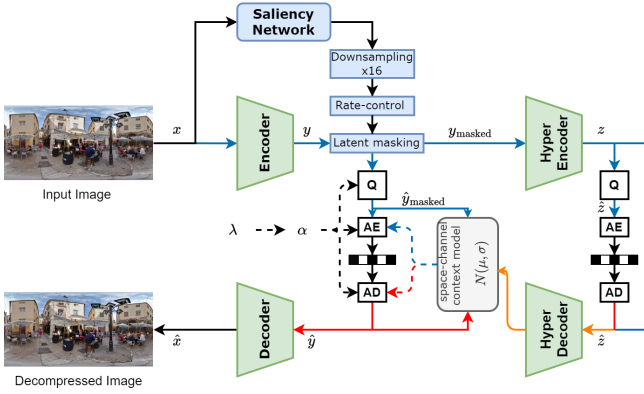 Saliency
Network
Downsampling
x16
Rate-control
Latent masking
x
Encoder
y
y_masked
Hyper
Encoder
z
Input Image
Q
Q
ŷ_masked
ẑ
λ
α
AE
AE
space-channel
context model
N(μ, σ)
AD
AD
Decompressed Image
x̂
Decoder
ŷ
Hyper
Decoder
ẑ